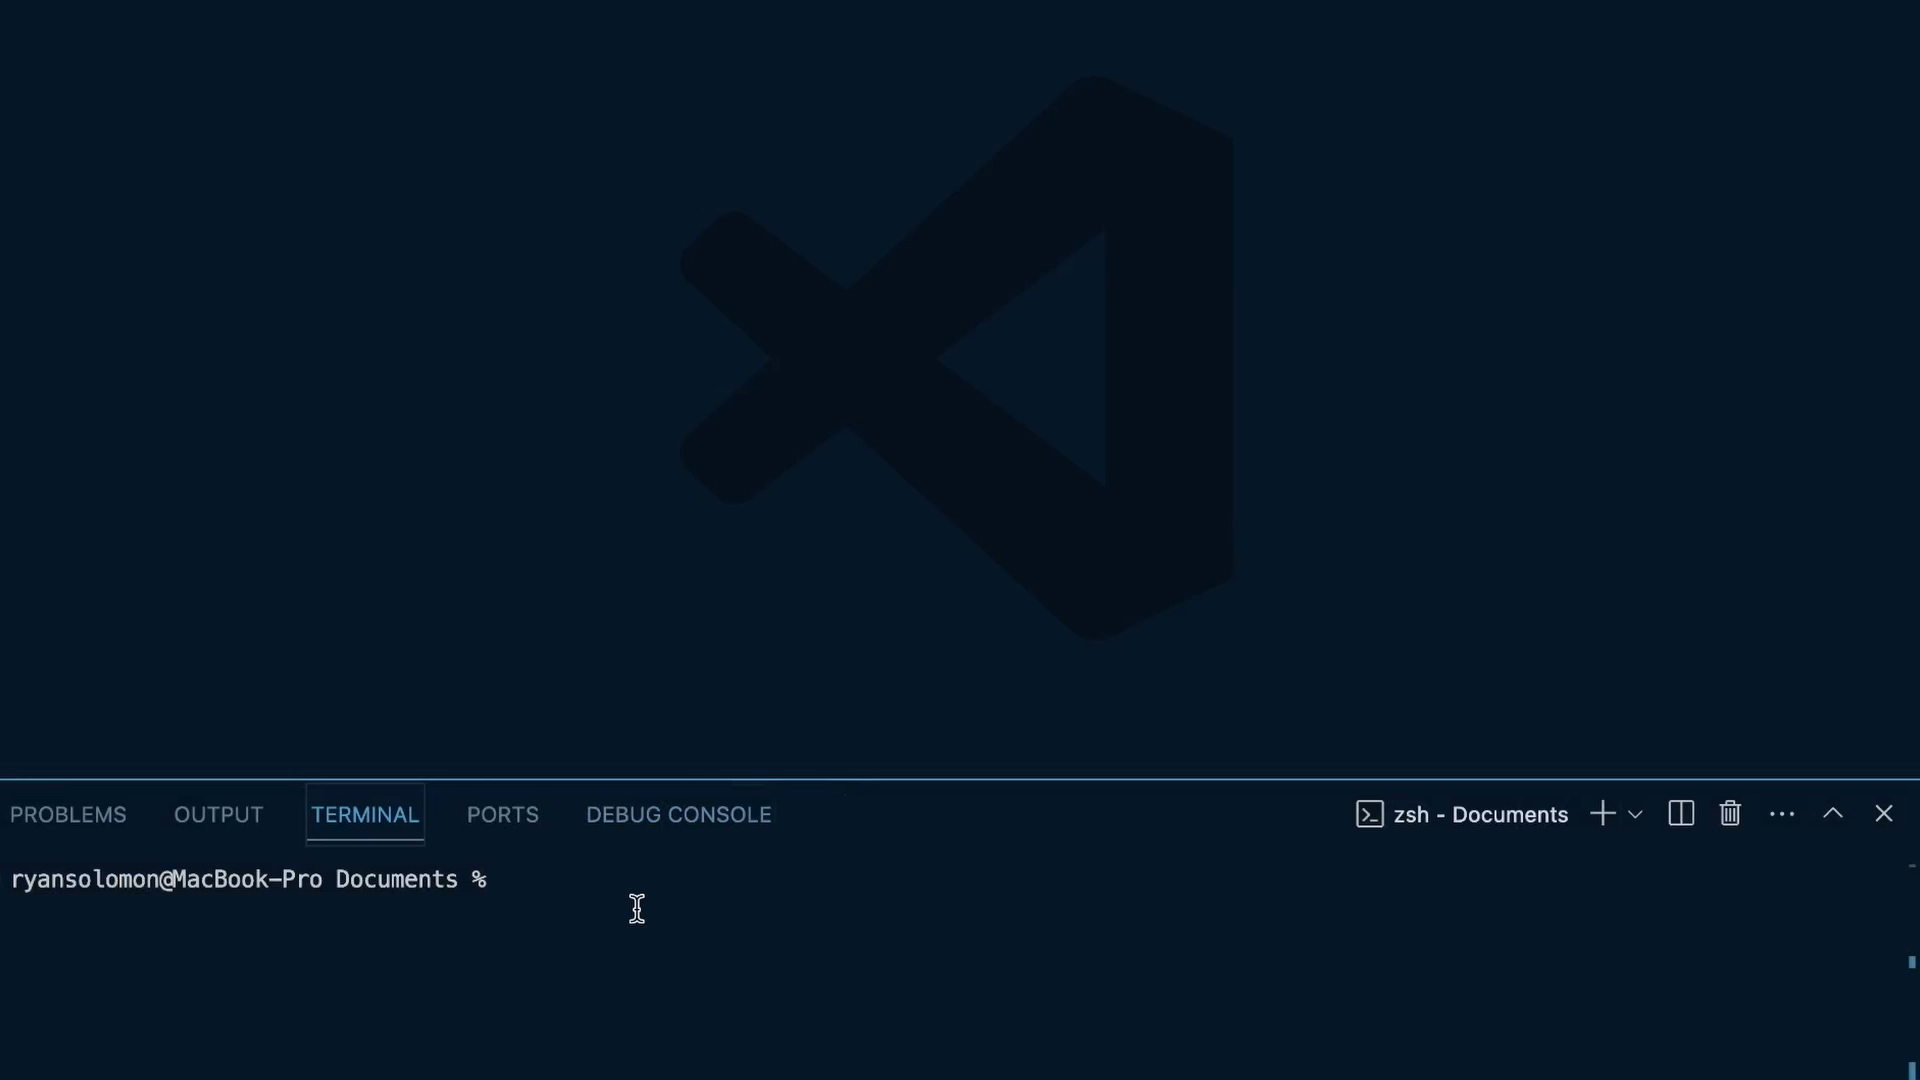 PROBLEMS OUTPUT TERMINAL PORTS DEBUG CONSOLE zsh - Documents
ryansolomon@MacBook-Pro Documents %